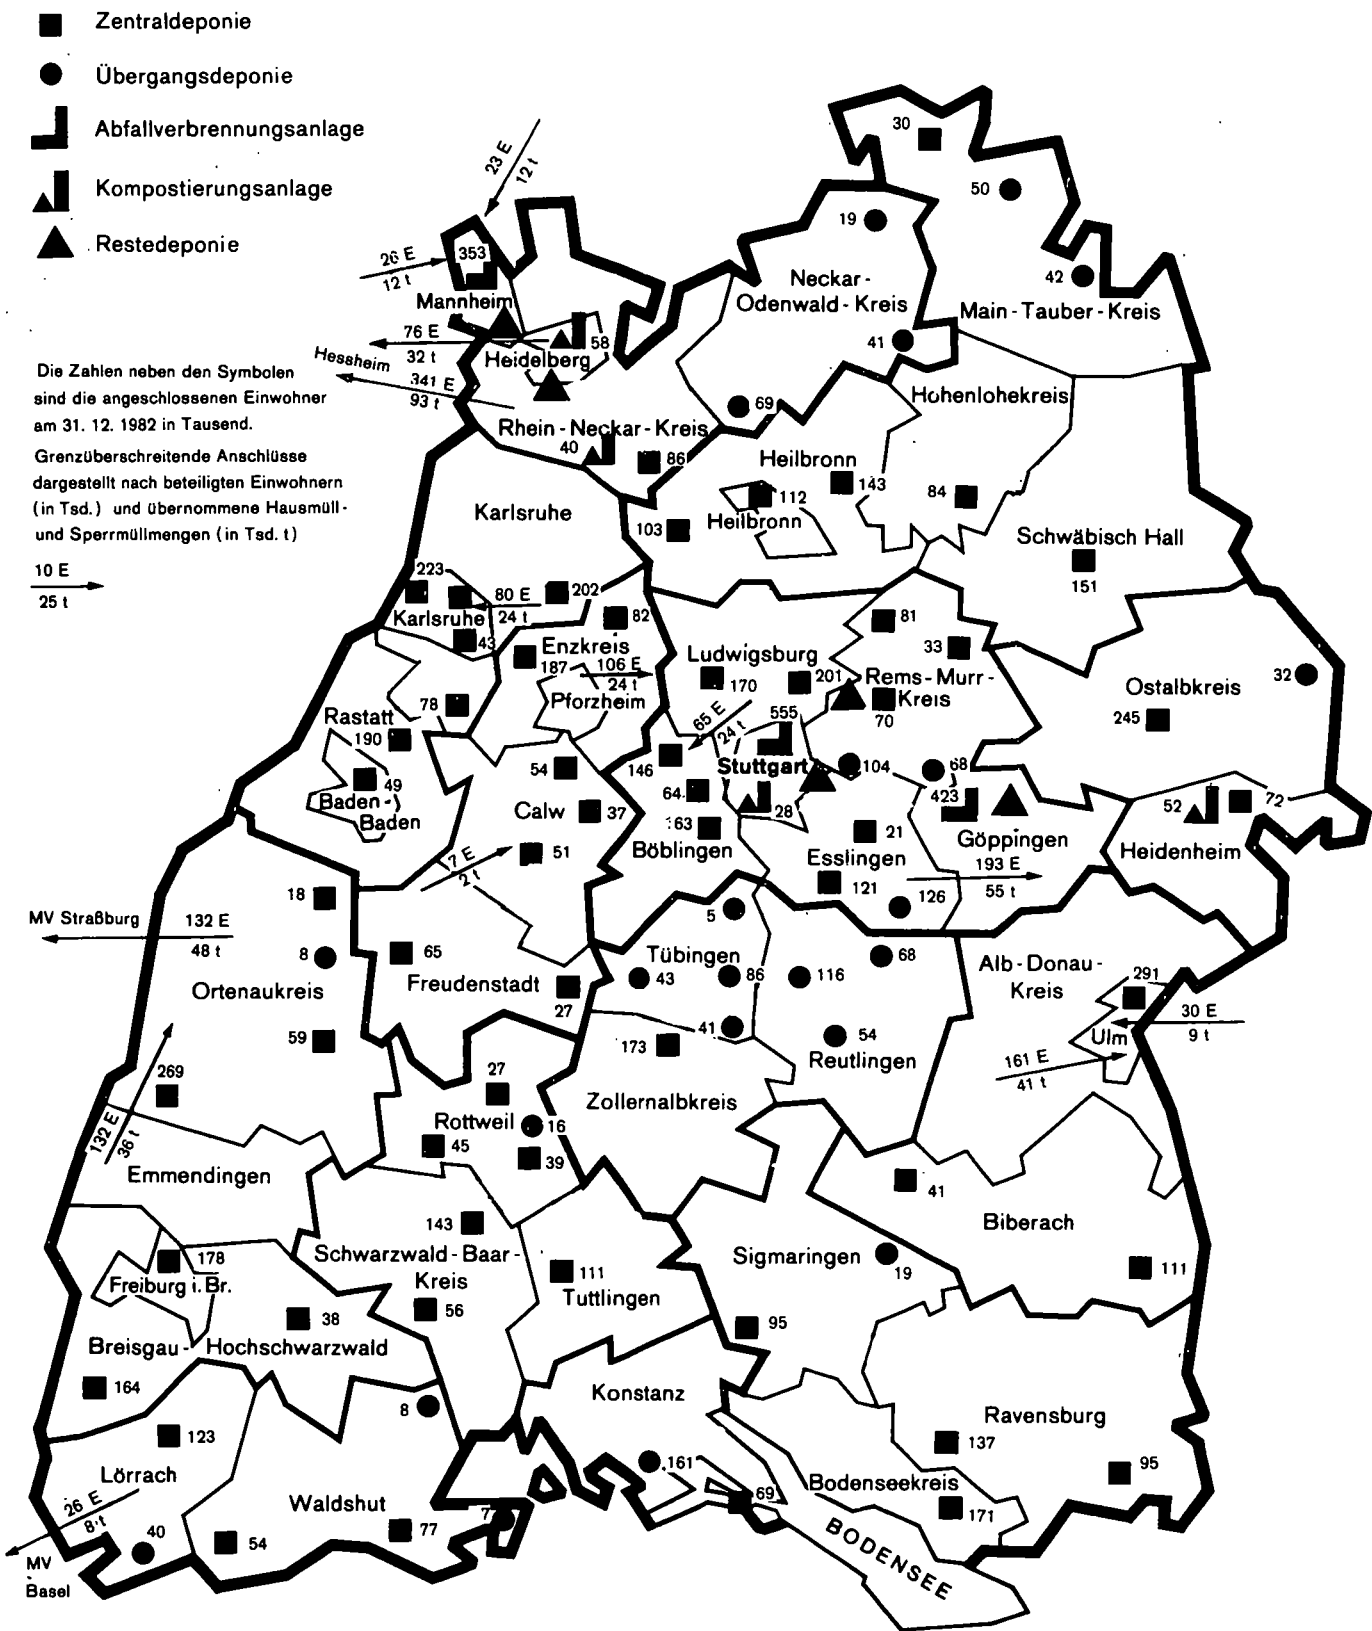 Zentraldeponie
Übergangsdeponie
Abfallverbrennungsanlage
Kompostierungsanlage
Restedeponie
Die Zahlen neben den Symbolen
sind die angeschlossenen Einwohner
am 31. 12. 1982 in Tausend.
Grenzüberschreitende Anschlüsse
dargestellt nach beteiligten Einwohnern
(in Tsd.) und übernommene Hausmüll-
und Sperrmüllmengen (in Tsd. t)
10 E
25 t
23 E
12 t
26 E
12 t
353
Mannheim
76 E
32 t
Hessheim
341 E
93 t
58
Heidelberg
Rhein-Neckar-Kreis
40
86
30
50
42
Main-Tauber-Kreis
19
Neckar-
Odenwald-Kreis
41
69
Hohenlohekreis
84
Heilbronn
143
112
Heilbronn
103
Schwäbisch Hall
151
Karlsruhe
223
80 E
24 t
202
Karlsruhe
43
82
Enzkreis
187
106 E
24 t
Pforzheim
Ludwigsburg
170
201
81
33
Rems-Murr-
Kreis
70
Ostalbkreis
245
32
78
Rastatt
190
49
Baden-
Baden
54
Calw
37
51
7 E
2 t
65 E
24 t
555
Stuttgart
28
146
64
163
Böblingen
104
68
423
Göppingen
21
Esslingen
121
126
193 E
55 t
52
72
Heidenheim
MV Straßburg
132 E
48 t
18
8
Ortenaukreis
59
269
65
Freudenstadt
27
5
Tübingen
43
86
41
116
68
54
Reutlingen
Alb-Donau-
Kreis
291
Ulm
30 E
9 t
161 E
41 t
173
Zollernalbkreis
27
Rottweil
16
45
39
132 E
36 t
Emmendingen
178
Freiburg i. Br.
38
Breisgau-Hochschwarzwald
164
143
Schwarzwald-Baar-
Kreis
56
111
Tuttlingen
Sigmaringen
19
95
41
Biberach
111
Konstanz
161
69
Ravensburg
137
95
Bodenseekreis
171
BODENSEE
8
123
Lörrach
26 E
8 t
MV
Basel
40
54
Waldshut
77